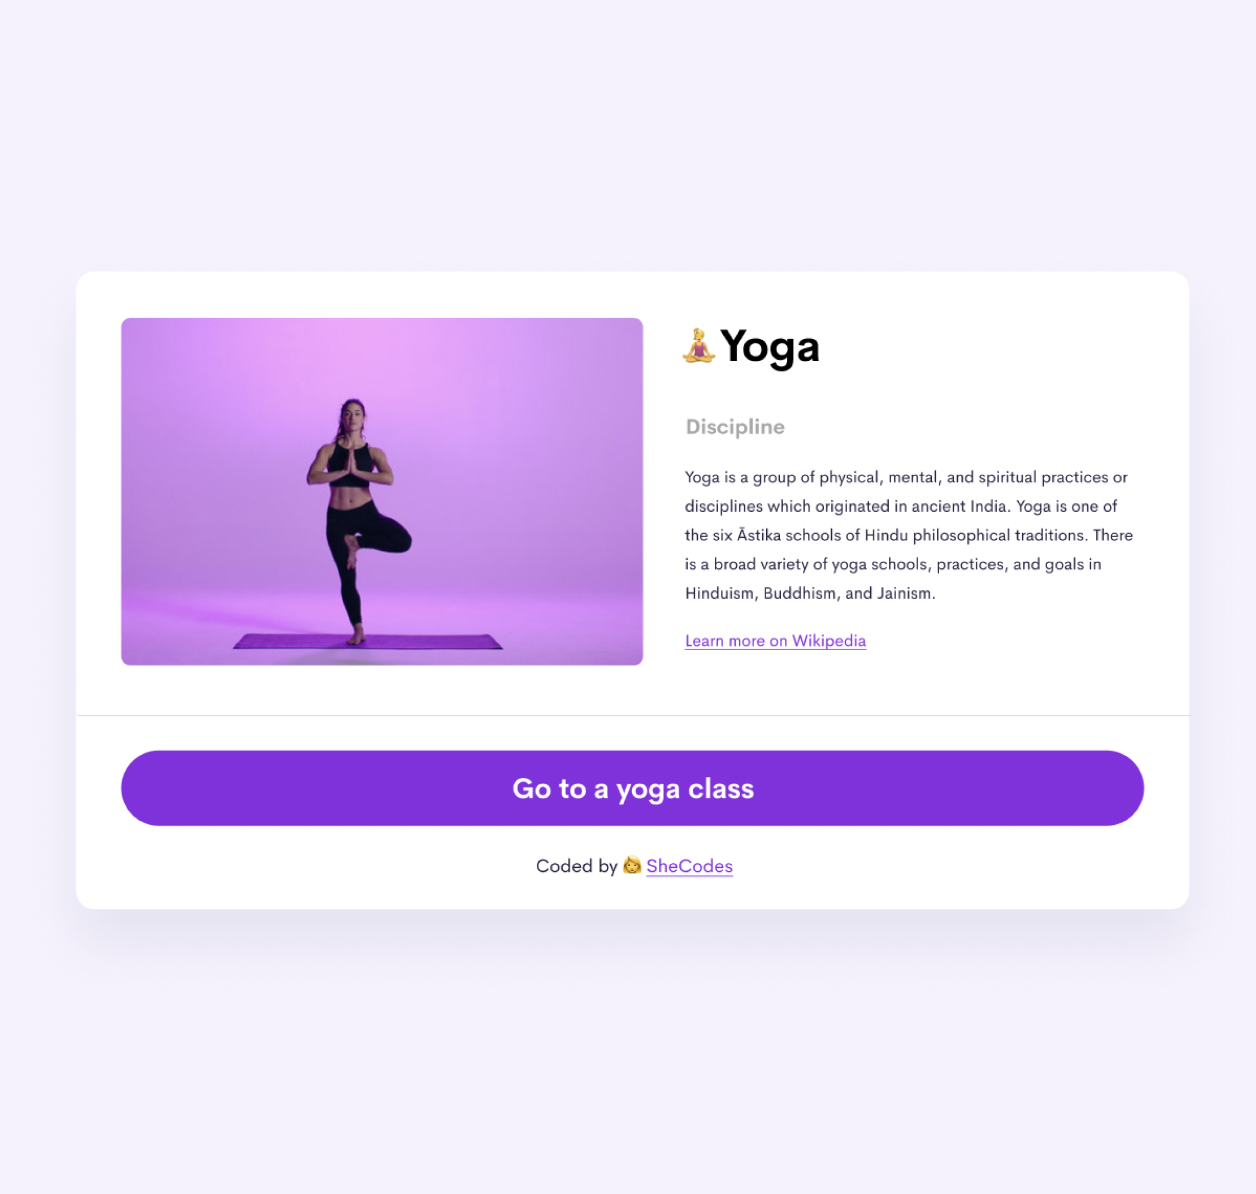 🧘‍♀️Yoga
Discipline
Yoga is a group of physical, mental, and spiritual practices or
disciplines which originated in ancient India. Yoga is one of
the six Āstika schools of Hindu philosophical traditions. There
is a broad variety of yoga schools, practices, and goals in
Hinduism, Buddhism, and Jainism.
Learn more on Wikipedia
Go to a yoga class
Coded by 👩 SheCodes